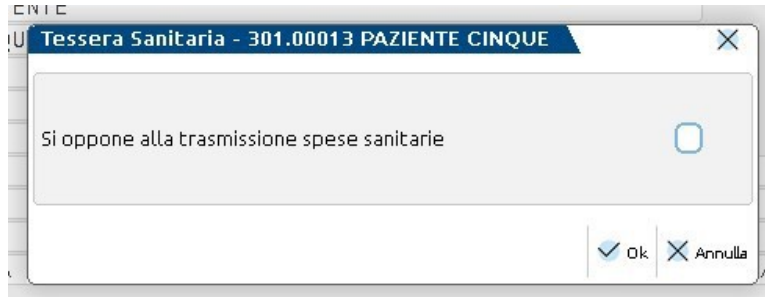 Tessera Sanitaria - 301.00013 PAZIENTE CINQUE
Si oppone alla trasmissione spese sanitarie
Ok Annulla